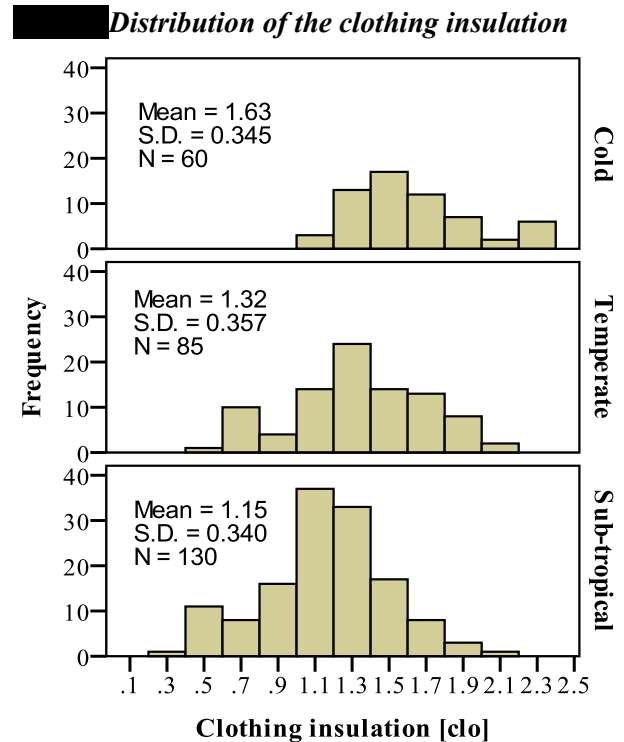 Distribution of the clothing insulation
40
30
20
10
0
Mean = 1.63
S.D. = 0.345
N = 60
Cold
40
30
20
10
0
Mean = 1.32
S.D. = 0.357
N = 85
Temperate
Frequency
40
30
20
10
0
Mean = 1.15
S.D. = 0.340
N = 130
Sub-tropical
.1 .3 .5 .7 .9 1.1 1.3 1.5 1.7 1.9 2.1 2.3 2.5
Clothing insulation [clo]